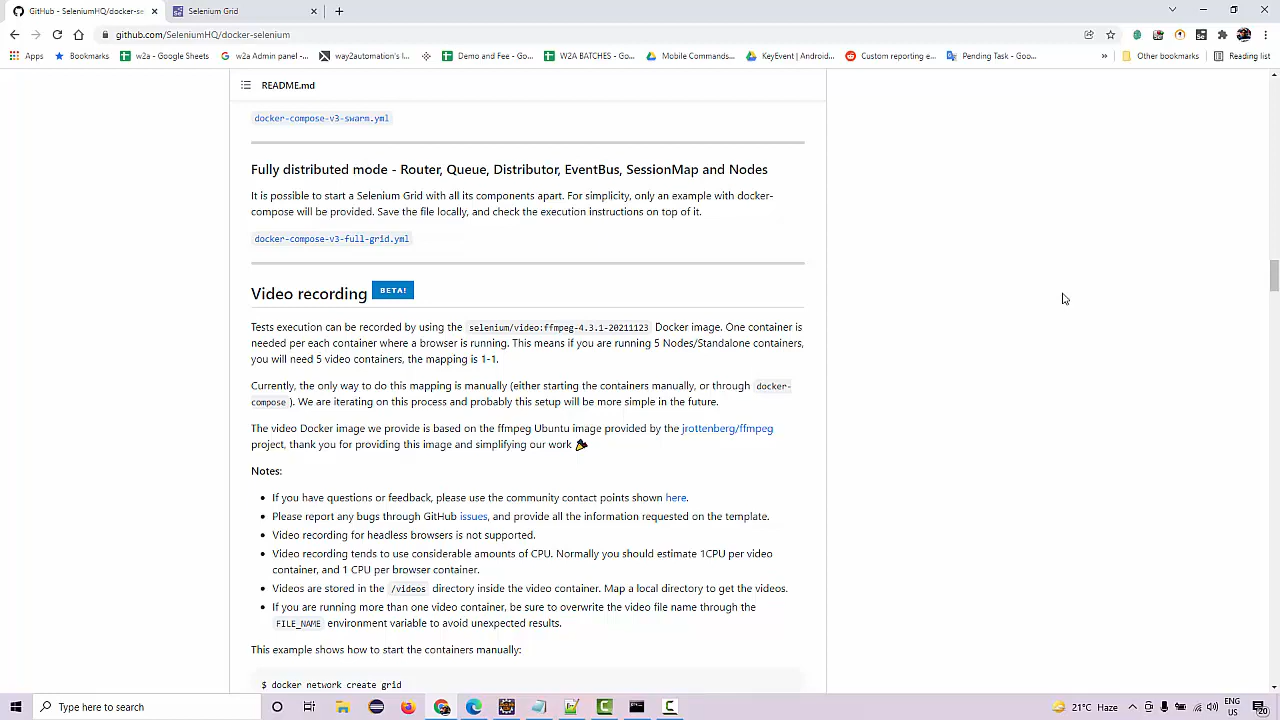 GitHub - SeleniumHQ/docker-se
Selenium Grid
github.com/SeleniumHQ/docker-selenium
Apps
Bookmarks
w2a - Google Sheets
w2a Admin panel -...
way2automation's l...
Demo and Fee - Go...
W2A BATCHES - Go...
Mobile Commands...
KeyEvent | Android...
Custom reporting e...
Pending Task - Goo...
»
Other bookmarks
Reading list
README.md
docker-compose-v3-swarm.yml
Fully distributed mode - Router, Queue, Distributor, EventBus, SessionMap and Nodes
It is possible to start a Selenium Grid with all its components apart. For simplicity, only an example with docker-
compose will be provided. Save the file locally, and check the execution instructions on top of it.
docker-compose-v3-full-grid.yml
Video recording BETA!
Tests execution can be recorded by using the selenium/video:ffmpeg-4.3.1-20211123 Docker image. One container is
needed per each container where a browser is running. This means if you are running 5 Nodes/Standalone containers,
you will need 5 video containers, the mapping is 1-1.
Currently, the only way to do this mapping is manually (either starting the containers manually, or through docker-
compose ). We are iterating on this process and probably this setup will be more simple in the future.
The video Docker image we provide is based on the ffmpeg Ubuntu image provided by the jrottenberg/ffmpeg
project, thank you for providing this image and simplifying our work 🎉
Notes:
• If you have questions or feedback, please use the community contact points shown here.
• Please report any bugs through GitHub issues, and provide all the information requested on the template.
• Video recording for headless browsers is not supported.
• Video recording tends to use considerable amounts of CPU. Normally you should estimate 1CPU per video
container, and 1 CPU per browser container.
• Videos are stored in the /videos directory inside the video container. Map a local directory to get the videos.
• If you are running more than one video container, be sure to overwrite the video file name through the
FILE_NAME environment variable to avoid unexpected results.
This example shows how to start the containers manually:
$ docker network create grid
Type here to search
21°C Haze
ENG
US
20